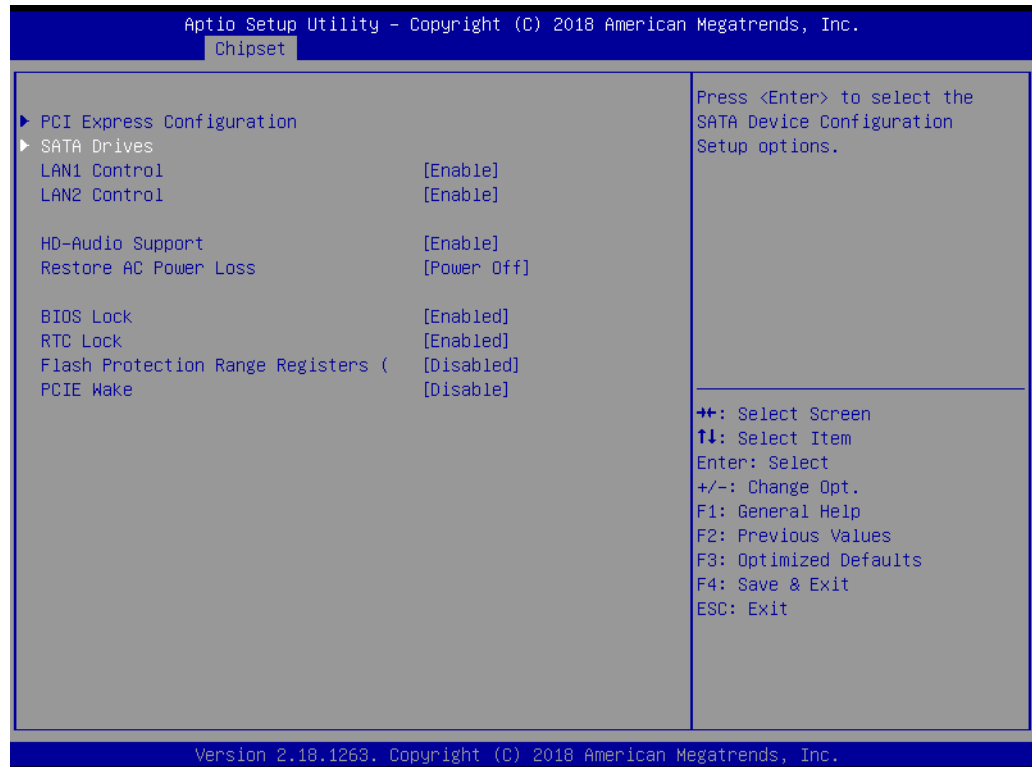 Aptio Setup Utility – Copyright (C) 2018 American Megatrends, Inc.
Chipset
PCI Express Configuration
SATA Drives
LAN1 Control [Enable]
LAN2 Control [Enable]
HD-Audio Support [Enable]
Restore AC Power Loss [Power Off]
BIOS Lock [Enabled]
RTC Lock [Enabled]
Flash Protection Range Registers ( [Disabled]
PCIE Wake [Disable]
Press <Enter> to select the
SATA Device Configuration
Setup options.
→←: Select Screen
↑↓: Select Item
Enter: Select
+/-: Change Opt.
F1: General Help
F2: Previous Values
F3: Optimized Defaults
F4: Save & Exit
ESC: Exit
Version 2.18.1263. Copyright (C) 2018 American Megatrends, Inc.